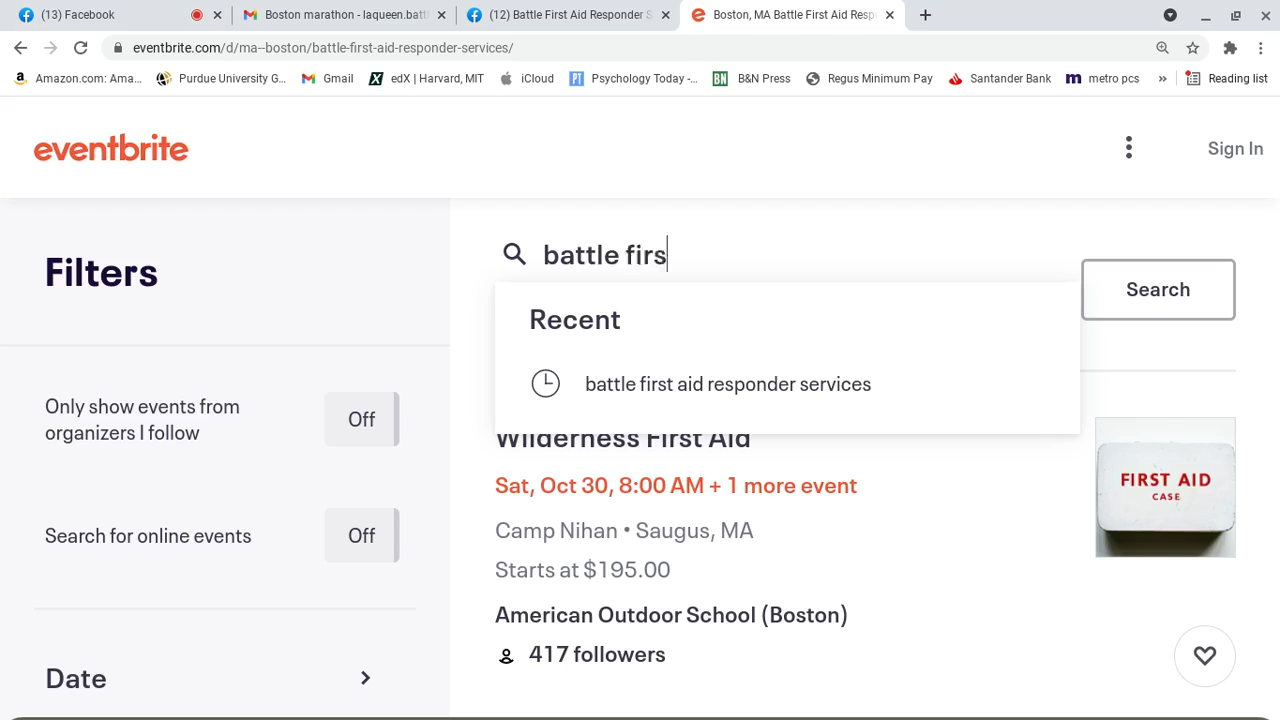 (13) Facebook
Boston marathon - laqueen.batt
(12) Battle First Aid Responder S
Boston, MA Battle First Aid Resp
eventbrite.com/d/ma--boston/battle-first-aid-responder-services/
Amazon.com: Ama...
Purdue University G...
Gmail
edX | Harvard, MIT
iCloud
Psychology Today -...
B&N Press
Regus Minimum Pay
Santander Bank
metro pcs
»
Reading list
eventbrite
Sign In
Filters
battle firs
Search
Recent
battle first aid responder services
Only show events from
organizers I follow
Off
Search for online events
Off
Date
Wilderness First Aid
Sat, Oct 30, 8:00 AM + 1 more event
Camp Nihan • Saugus, MA
Starts at $195.00
American Outdoor School (Boston)
417 followers
FIRST AID
CASE